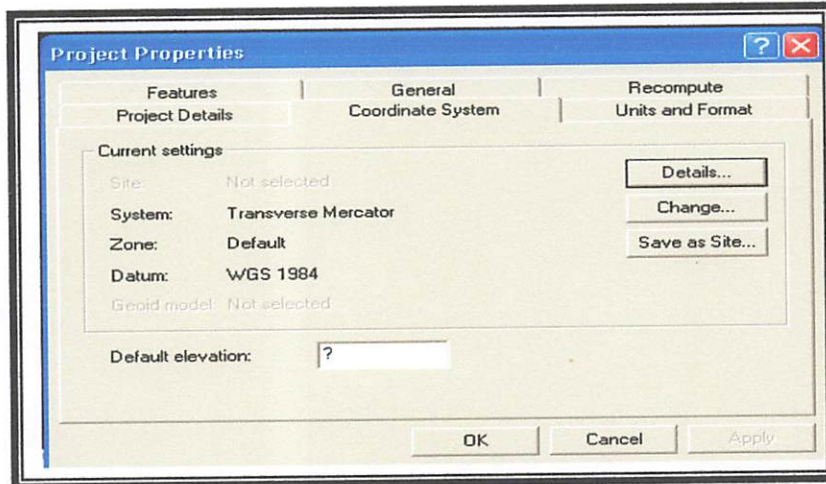 Project Properties
Features General Recompute
Project Details Coordinate System Units and Format
Current settings
Site: Not selected
Details...
System: Transverse Mercator
Change...
Zone: Default
Save as Site...
Datum: WGS 1984
Geoid model: Not selected
Default elevation: ?
OK Cancel Apply